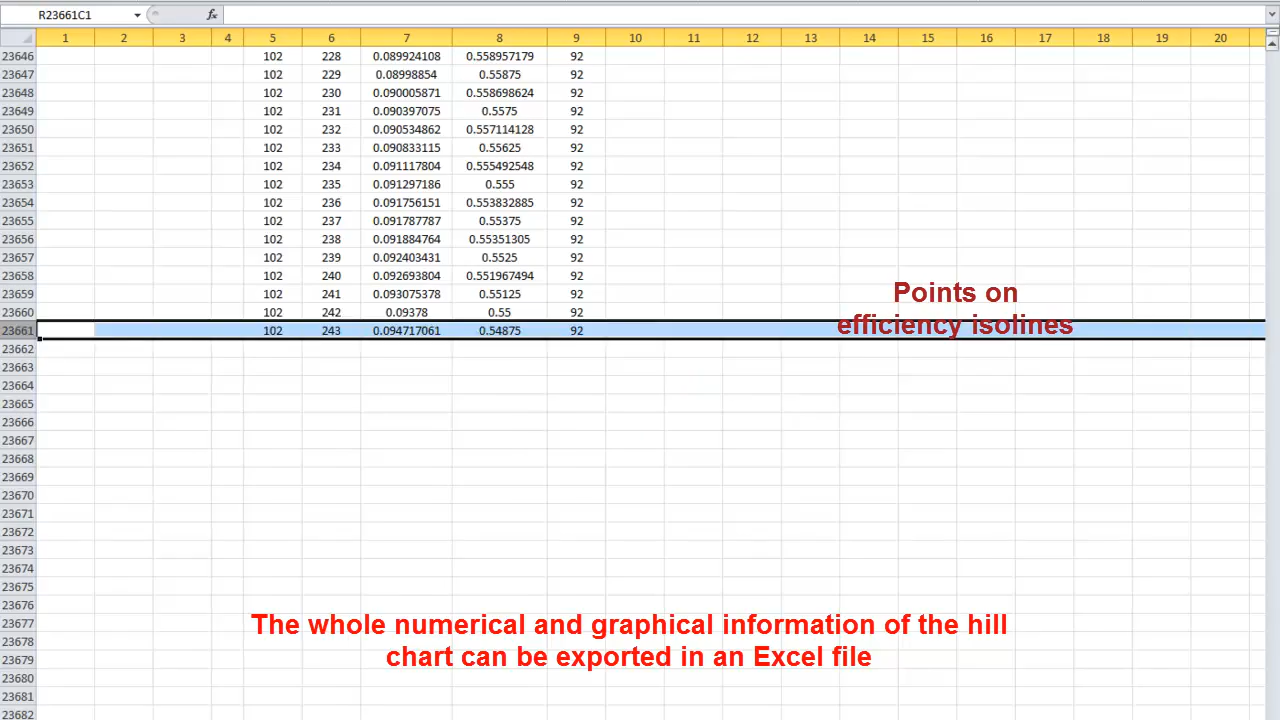 R23661C1 fx
1 2 3 4 5 6 7 8 9 10 11 12 13 14 15 16 17 18 19 20
23646 102 228 0.089924108 0.558957179 92
23647 102 229 0.08998854 0.55875 92
23648 102 230 0.090005871 0.558698624 92
23649 102 231 0.090397075 0.5575 92
23650 102 232 0.090534862 0.557114128 92
23651 102 233 0.090833115 0.55625 92
23652 102 234 0.091117804 0.555492548 92
23653 102 235 0.091297186 0.555 92
23654 102 236 0.091756151 0.553832885 92
23655 102 237 0.091787787 0.55375 92
23656 102 238 0.091884764 0.55351305 92
23657 102 239 0.092403431 0.5525 92
23658 102 240 0.092693804 0.551967494 92
23659 102 241 0.093075378 0.55125 92
23660 102 242 0.09378 0.55 92
23661 102 243 0.094717061 0.54875 92
Points on
efficiency isolines
23662
23663
23664
23665
23666
23667
23668
23669
23670
23671
23672
23673
23674
23675
23676
23677
23678
23679
23680
23681
23682
The whole numerical and graphical information of the hill
chart can be exported in an Excel file